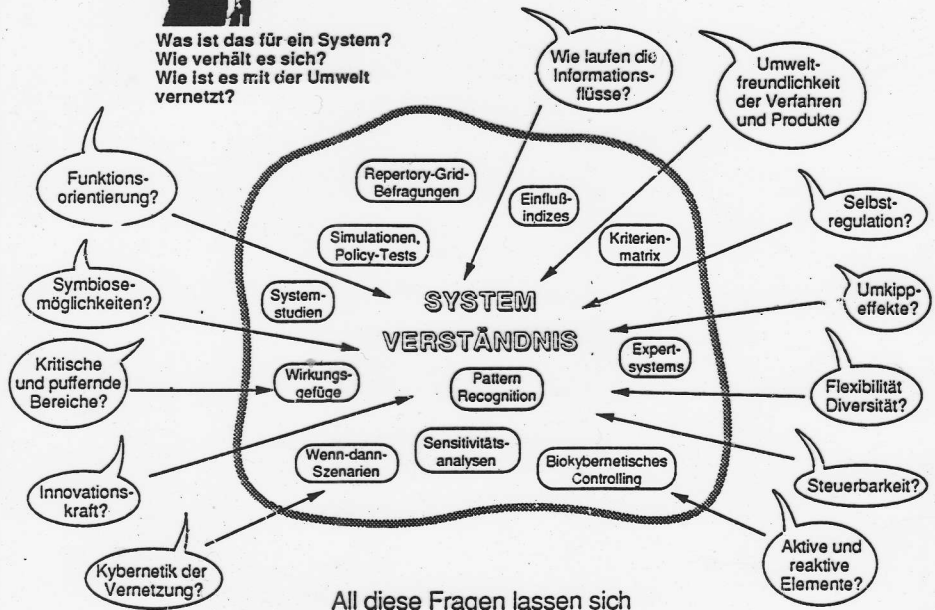 Was ist das für ein System?
Wie verhält es sich?
Wie ist es mit der Umwelt
vernetzt?
Wie laufen die
Informations-
flüsse?
Umwelt-
freundlichkeit
der Verfahren
und Produkte
Funktions-
orientierung?
Repertory-Grid-
Befragungen
Einfluß-
indizes
Selbst-
regulation?
Simulationen,
Policy-Tests
Kriterien-
matrix
Symbiose-
möglichkeiten?
System-
studien
SYSTEM
VERSTÄNDNIS
Umkipp-
effekte?
Kritische
und puffernde
Bereiche?
Wirkungs-
gefüge
Pattern
Recognition
Expert-
systems
Flexibilität
Diversität?
Innovations-
kraft?
Wenn-dann-
Szenarien
Sensitivitäts-
analysen
Biokybernetisches
Controlling
Steuerbarkeit?
Kybernetik der
Vernetzung?
Aktive und
reaktive
Elemente?
All diese Fragen lassen sich